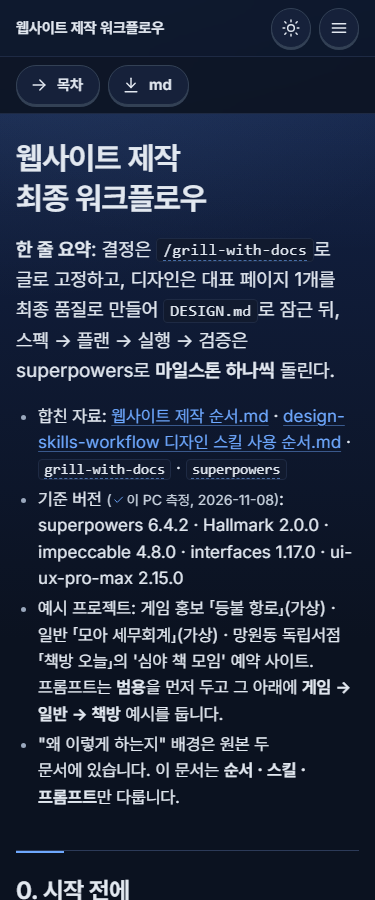 웹사이트 제작 워크플로우
목차
md
웹사이트 제작
최종 워크플로우
한 줄 요약: 결정은 /grill-with-docs 로
글로 고정하고, 디자인은 대표 페이지 1개를
최종 품질로 만들어 DESIGN.md 로 잠근 뒤,
스펙 → 플랜 → 실행 → 검증은
superpowers로 마일스톤 하나씩 돌린다.
• 합친 자료: 웹사이트 제작 순서.md · design-
skills-workflow 디자인 스킬 사용 순서.md ·
grill-with-docs · superpowers
• 기준 버전 (✓ 이 PC 측정, 2026-11-08):
superpowers 6.4.2 · Hallmark 2.0.0 ·
impeccable 4.8.0 · interfaces 1.17.0 · ui-
ux-pro-max 2.15.0
• 예시 프로젝트: 게임 홍보 「등불 항로」(가상) ·
일반 「모아 세무회계」(가상) · 망원동 독립서점
「책방 오늘」의 '심야 책 모임' 예약 사이트.
프롬프트는 범용을 먼저 두고 그 아래에 게임 →
일반 → 책방 예시를 둡니다.
• "왜 이렇게 하는지" 배경은 원본 두
문서에 있습니다. 이 문서는 순서 · 스킬 ·
프롬프트만 다룹니다.
0. 시작 전에